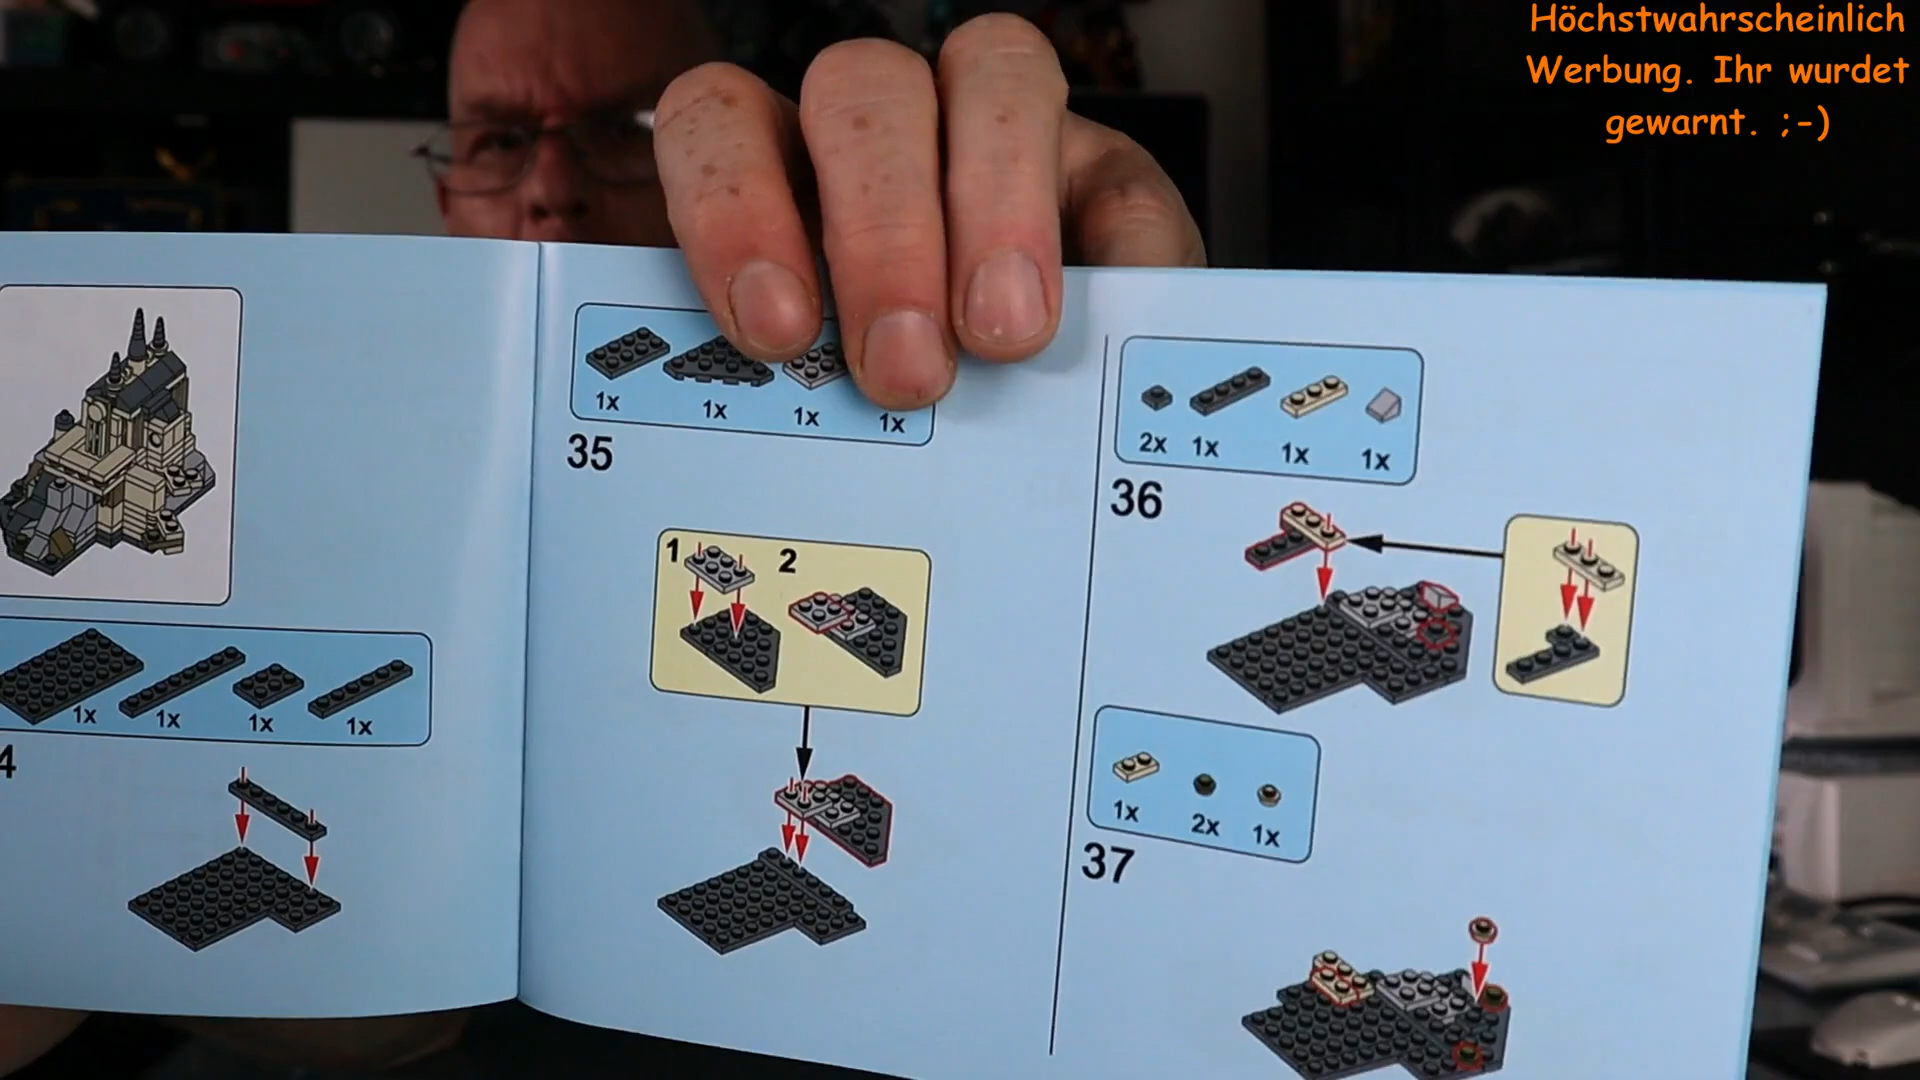 Höchstwahrscheinlich
Werbung. Ihr wurdet
gewarnt. ;-)
1x 1x 1x 1x
4
1x 1x 1x 1x
35
1 2
2x 1x 1x 1x
36
1x 2x 1x
37